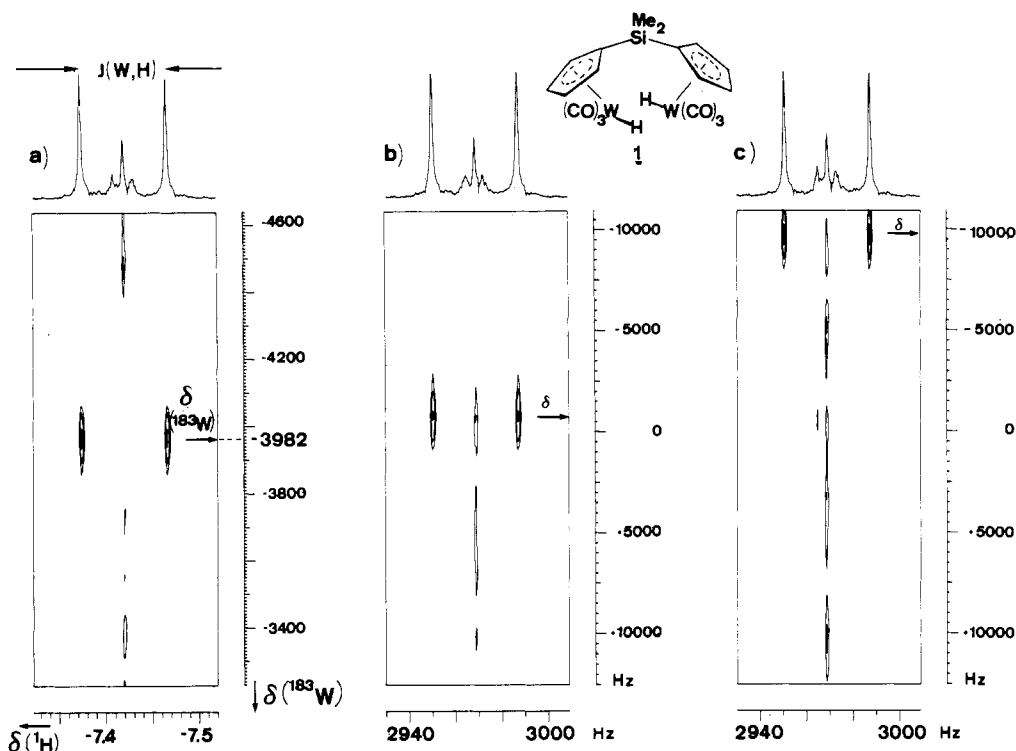 J(W,H)
a)
δ
(183W)
-4600
-4200
-3982
-3800
-3400
δ(183W)
δ(1H)
-7.4
-7.5
b)
δ
-10000
-5000
0
+5000
+10000
Hz
2940
3000 Hz
Me2
Si
(CO)3W
H
H
W(CO)3
1
c)
δ
-10000
-5000
0
+5000
+10000
Hz
2940
3000 Hz